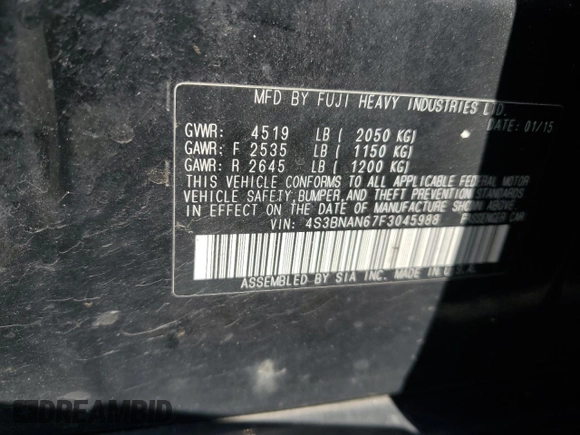 MFD BY FUJI HEAVY INDUSTRIES LTD.
DATE: 01/15
GVWR: 4519 LB ( 2050 KG)
GAWR: F 2535 LB ( 1150 KG)
GAWR: R 2645 LB ( 1200 KG)
THIS VEHICLE CONFORMS TO ALL APPLICABLE FEDERAL MOTOR
VEHICLE SAFETY, BUMPER, AND THEFT PREVENTION STANDARDS
IN EFFECT ON THE DATE OF MANUFACTURE SHOWN ABOVE.
VIN: 4S3BNAN67F3045988 PASSENGER CAR
ASSEMBLED BY SIA INC. MADE IN U.S.A.
DREAMBID